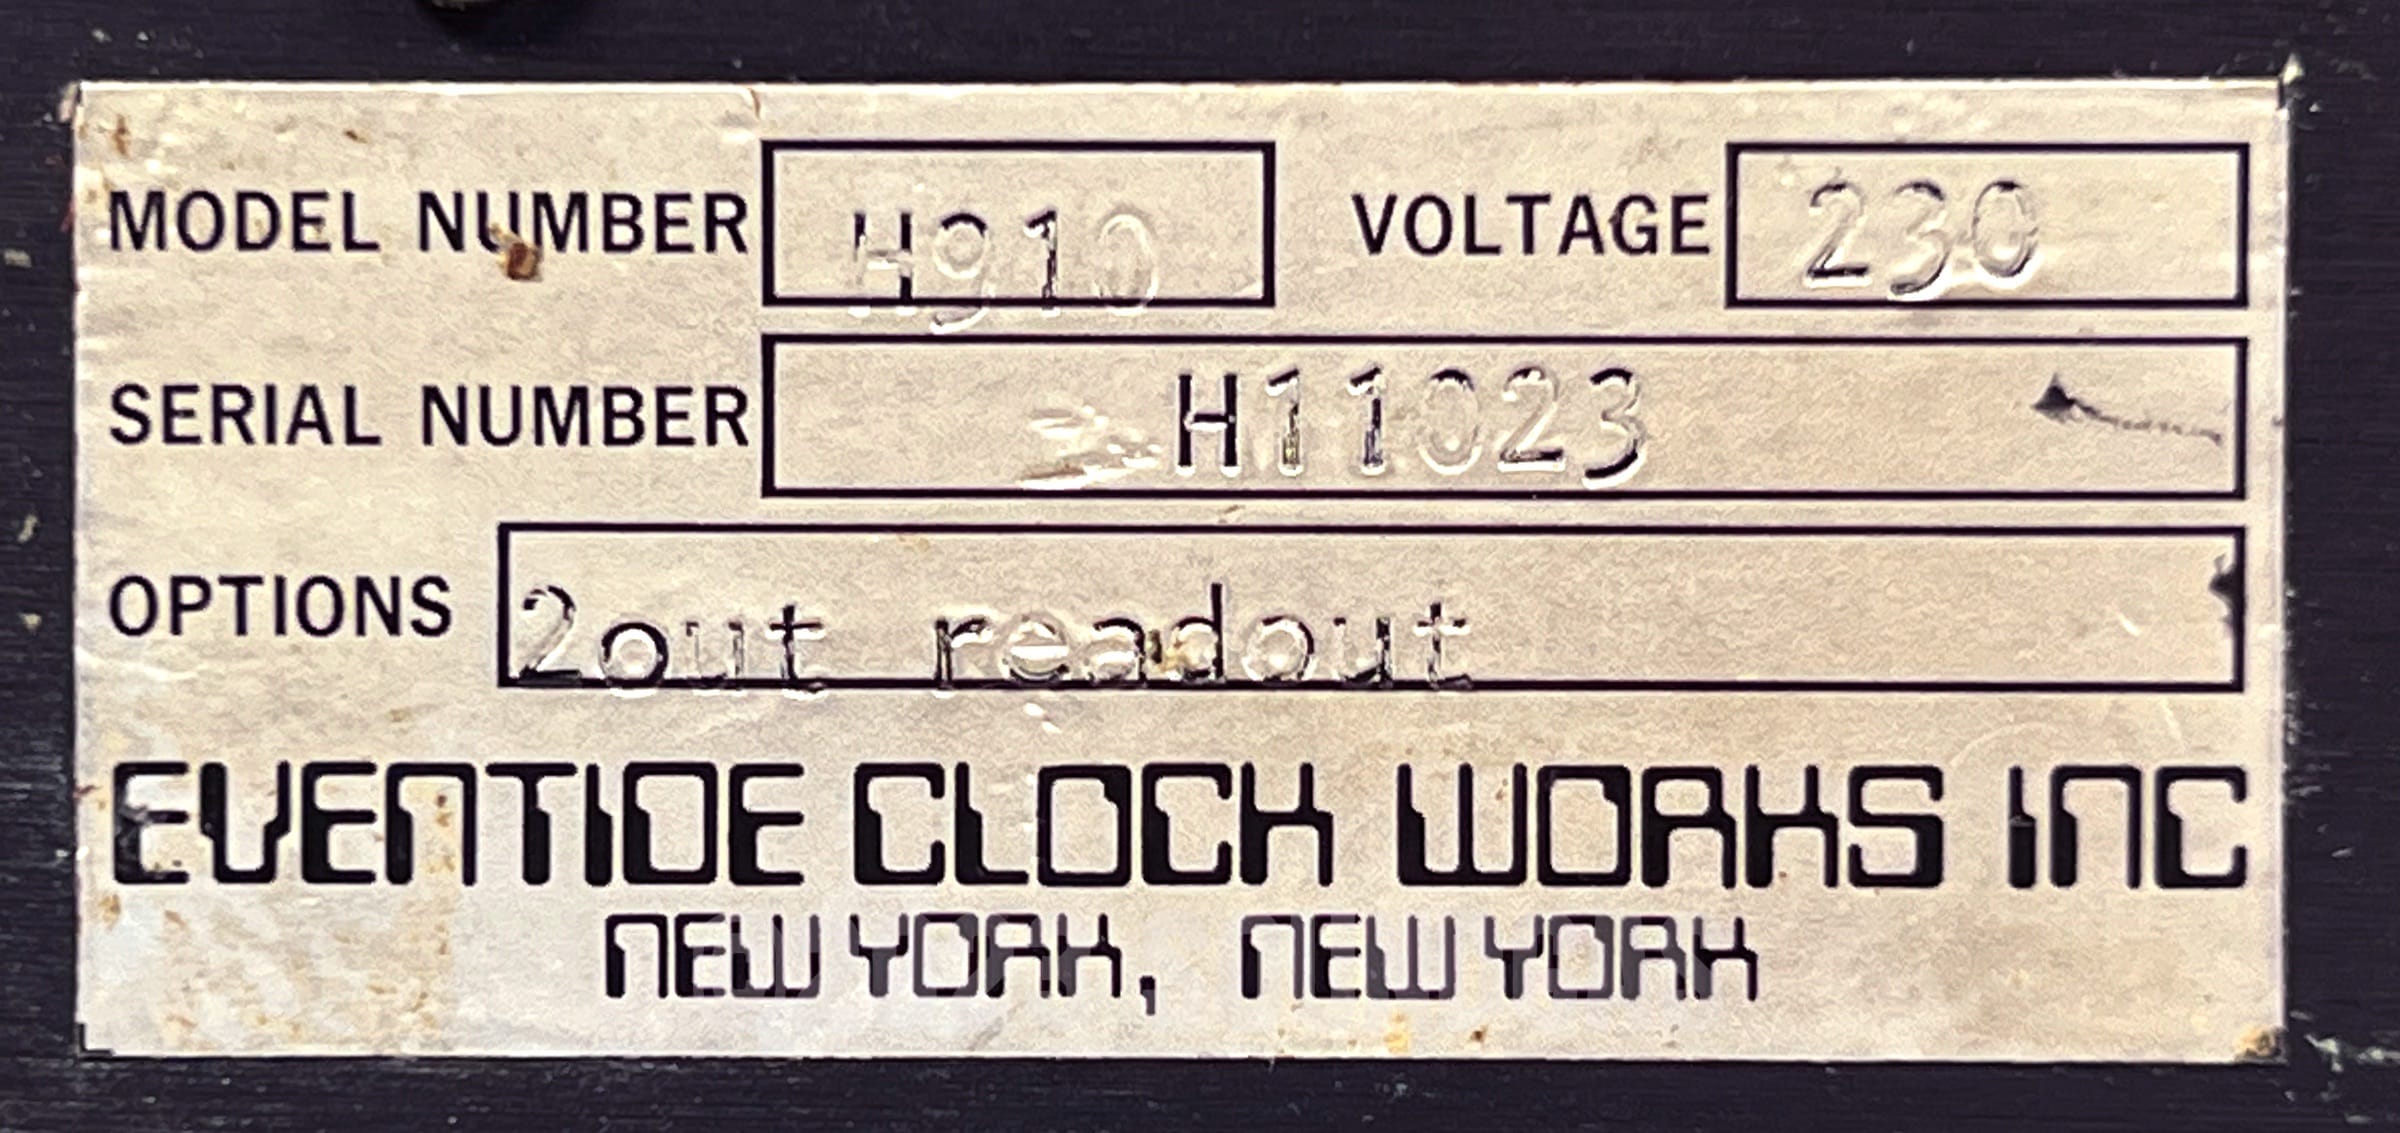 MODEL NUMBER H910 VOLTAGE 230
SERIAL NUMBER H11023
OPTIONS 2out readout
EVENTIDE CLOCK WORKS INC
NEW YORK, NEW YORK